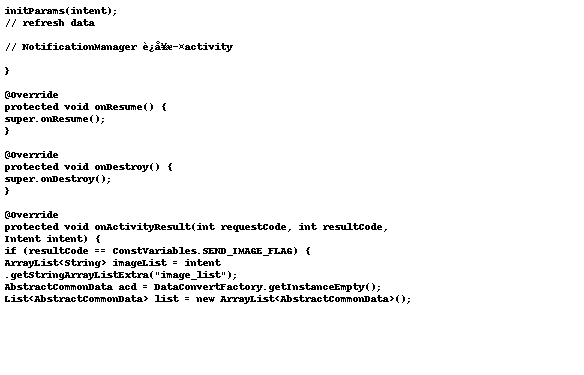 initParams(intent);
// refresh data
// NotificationManager è¿å¥æ¤activity
}
@Override
protected void onResume() {
super.onResume();
}
@Override
protected void onDestroy() {
super.onDestroy();
}
@Override
protected void onActivityResult(int requestCode, int resultCode,
Intent intent) {
if (resultCode == ConstVariables.SEND_IMAGE_FLAG) {
ArrayList<String> imageList = intent
.getStringArrayListExtra("image_list");
AbstractCommonData acd = DataConvertFactory.getInstanceEmpty();
List<AbstractCommonData> list = new ArrayList<AbstractCommonData>();